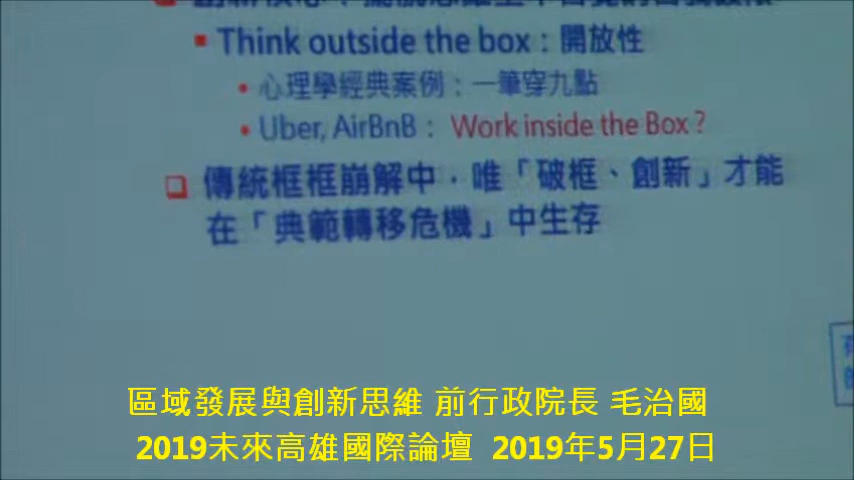 Think outside the box：開放性
心理學經典案例：一筆穿九點
Uber, AirBnB： Work inside the Box？
傳統框框崩解中，唯「破框、創新」才能
在「典範轉移危機」中生存
區域發展與創新思維 前行政院長 毛治國
2019未來高雄國際論壇 2019年5月27日